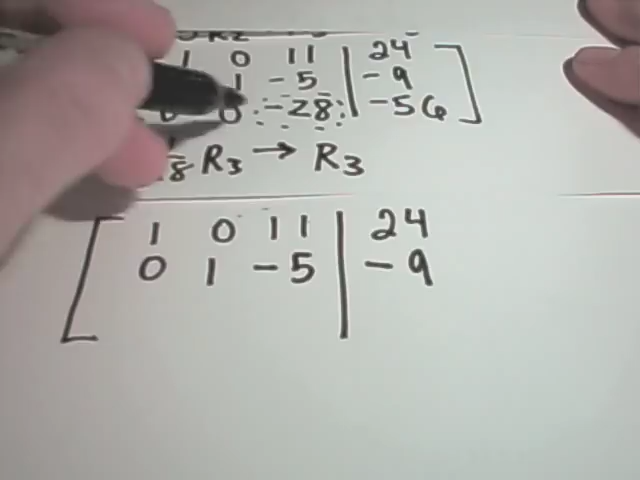 1 0 11 | 24
1 -5 | -9
0 0 -28 | -56
R3 → R3
1 0 11 | 24
0 1 -5 | -9